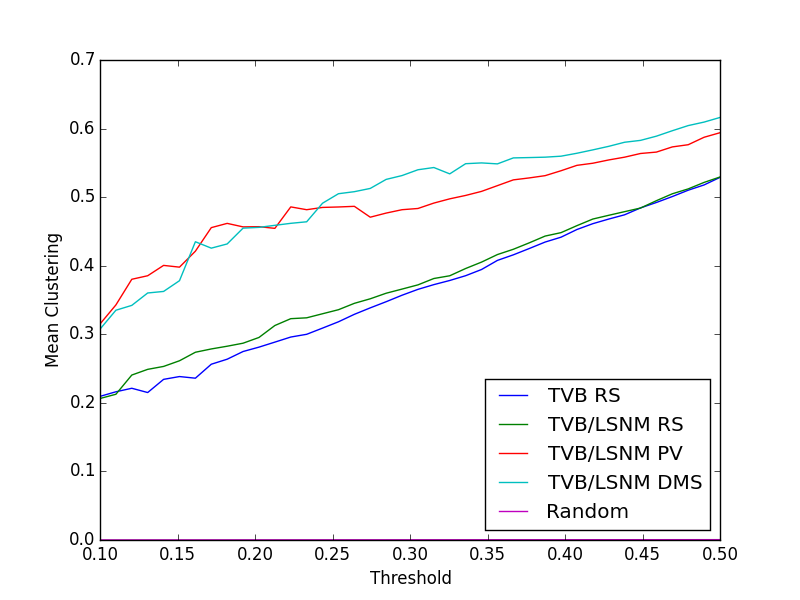 0.7
0.6
0.5
0.4
0.3
0.2
0.1
0.0
Mean Clustering
TVB RS
TVB/LSNM RS
TVB/LSNM PV
TVB/LSNM DMS
Random
0.10 0.15 0.20 0.25 0.30 0.35 0.40 0.45 0.50
Threshold